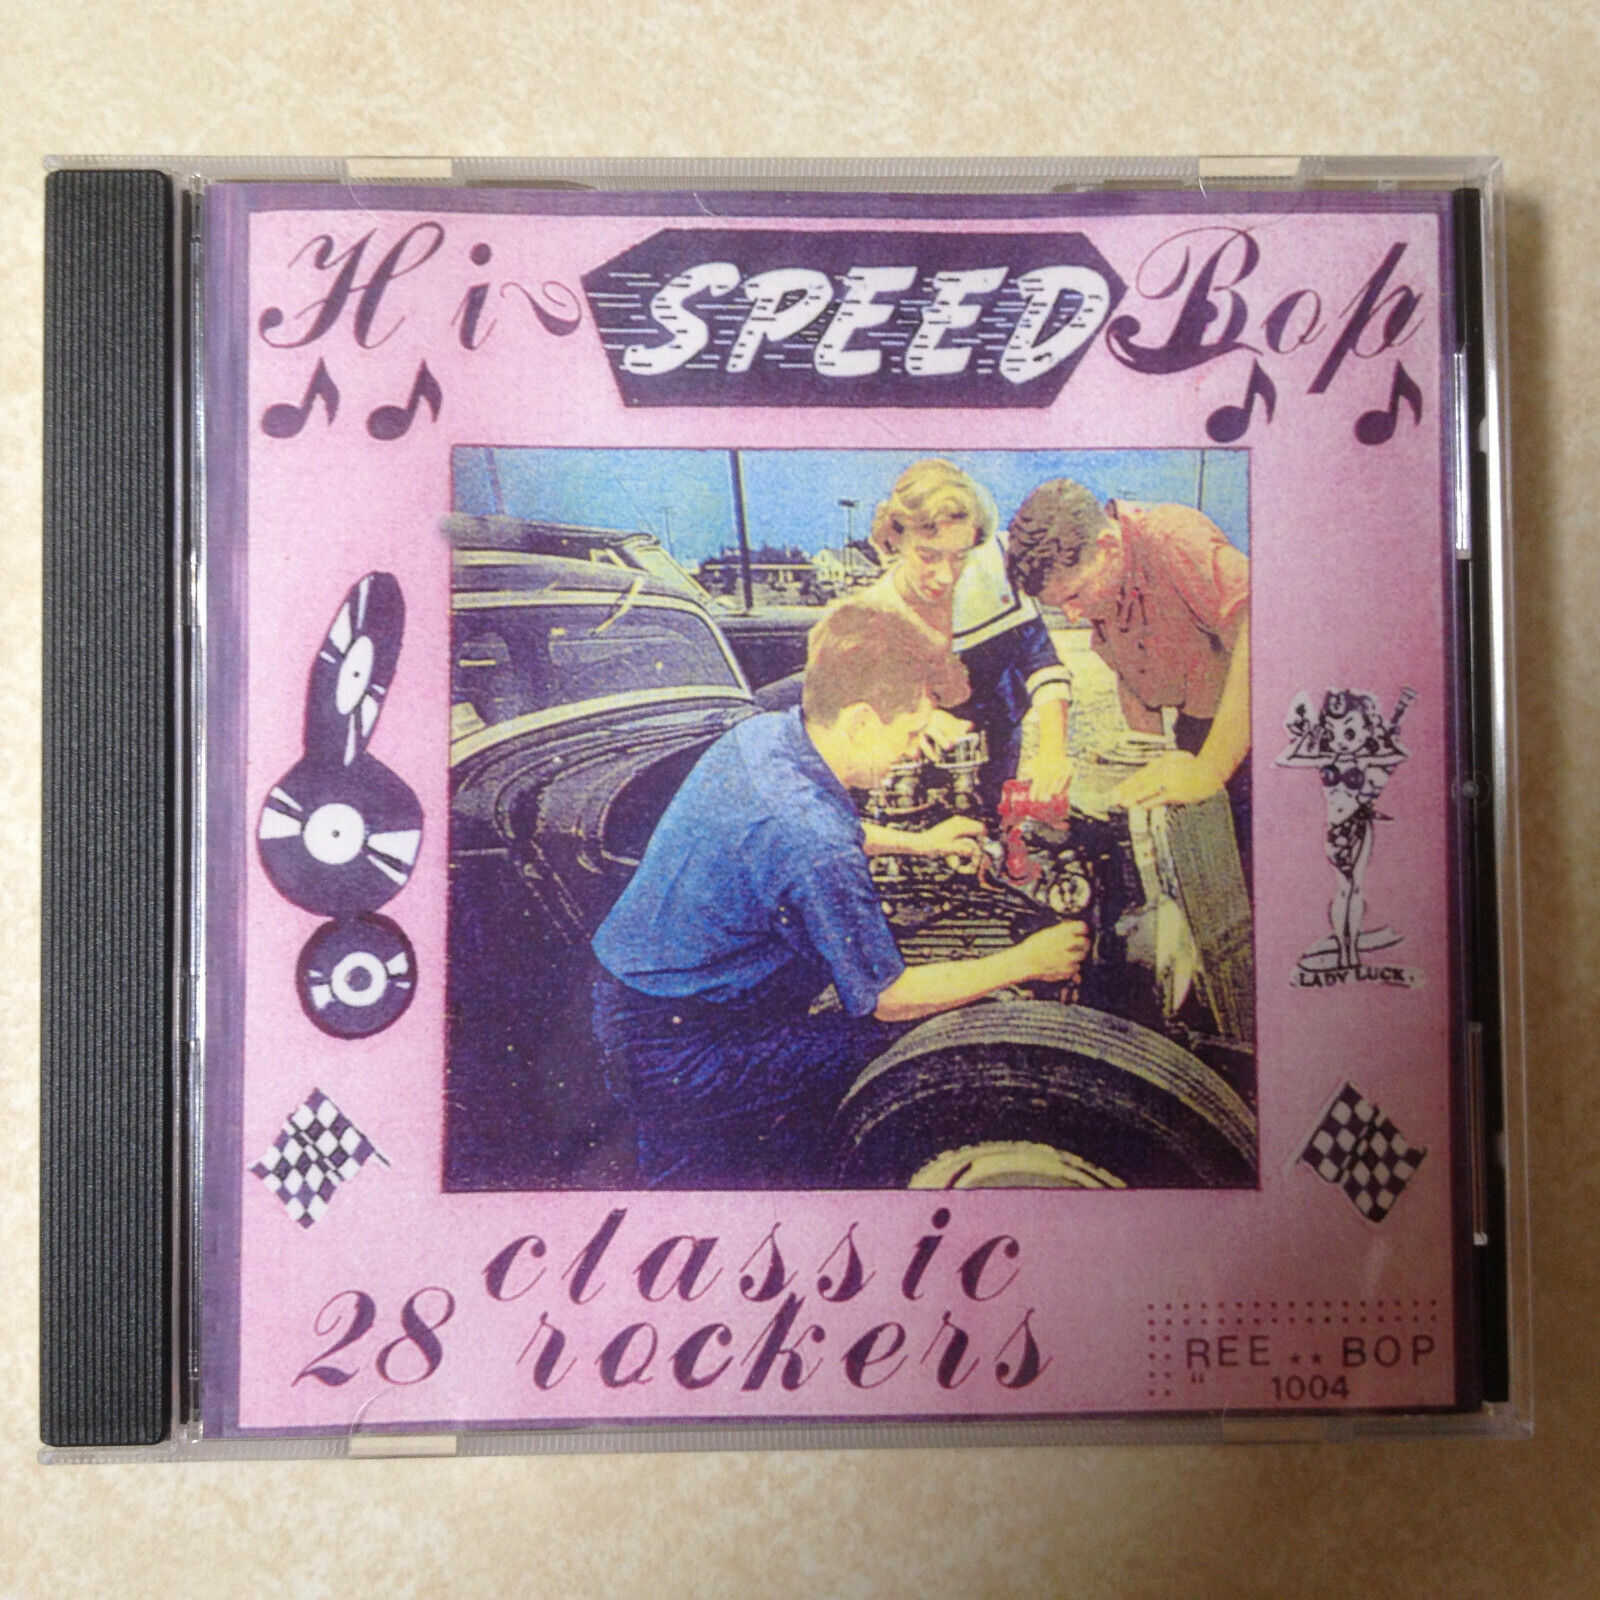 Hi SPEED Bop
LADY LUCK.
classic
28 rockers
REE BOP
1004